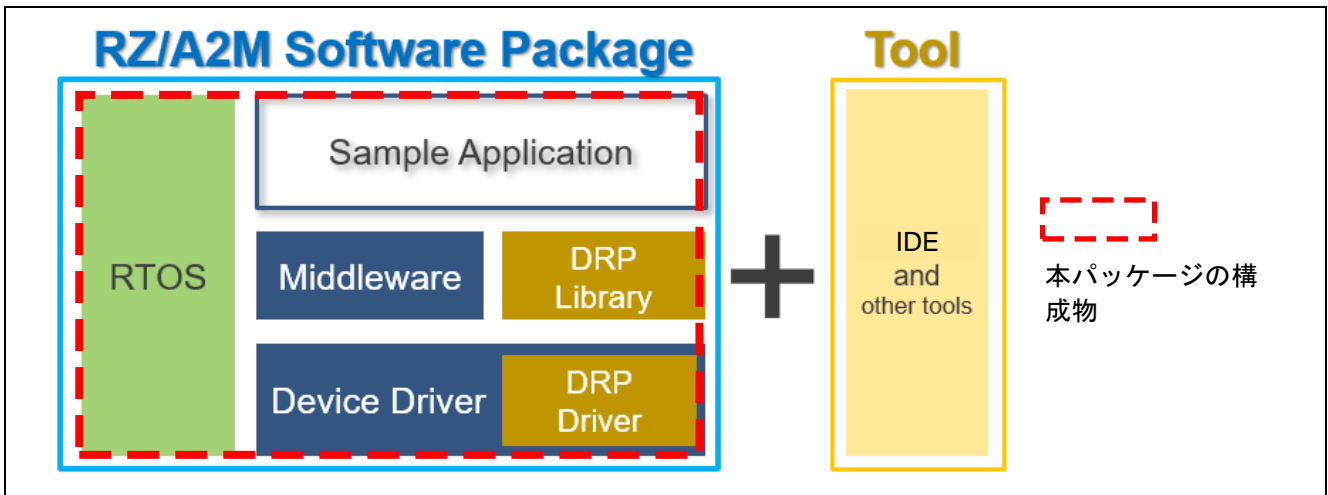 RZ/A2M Software Package
Tool
Sample Application
RTOS
Middleware
DRP
Library
Device Driver
DRP
Driver
+
IDE
and
other tools
本パッケージの構
成物